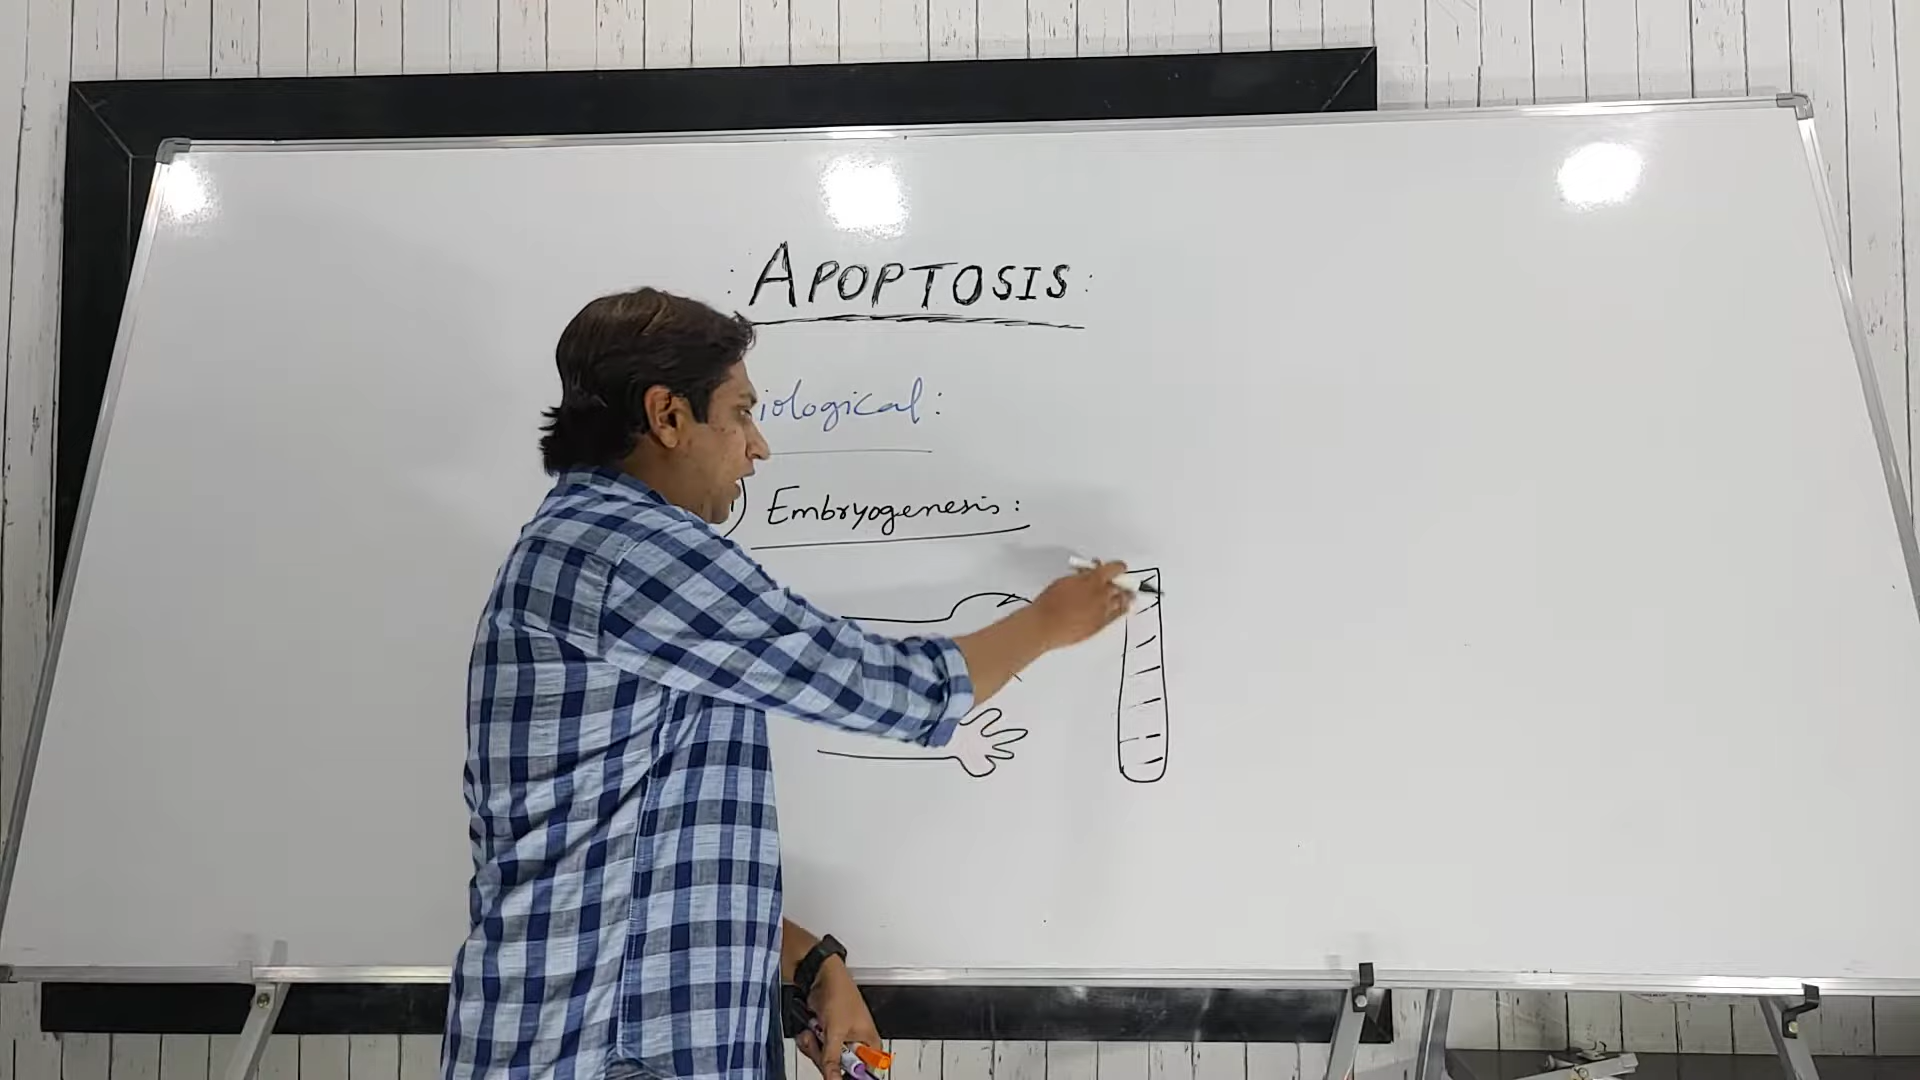 : APOPTOSIS :
iological :
) Embryogenesis :